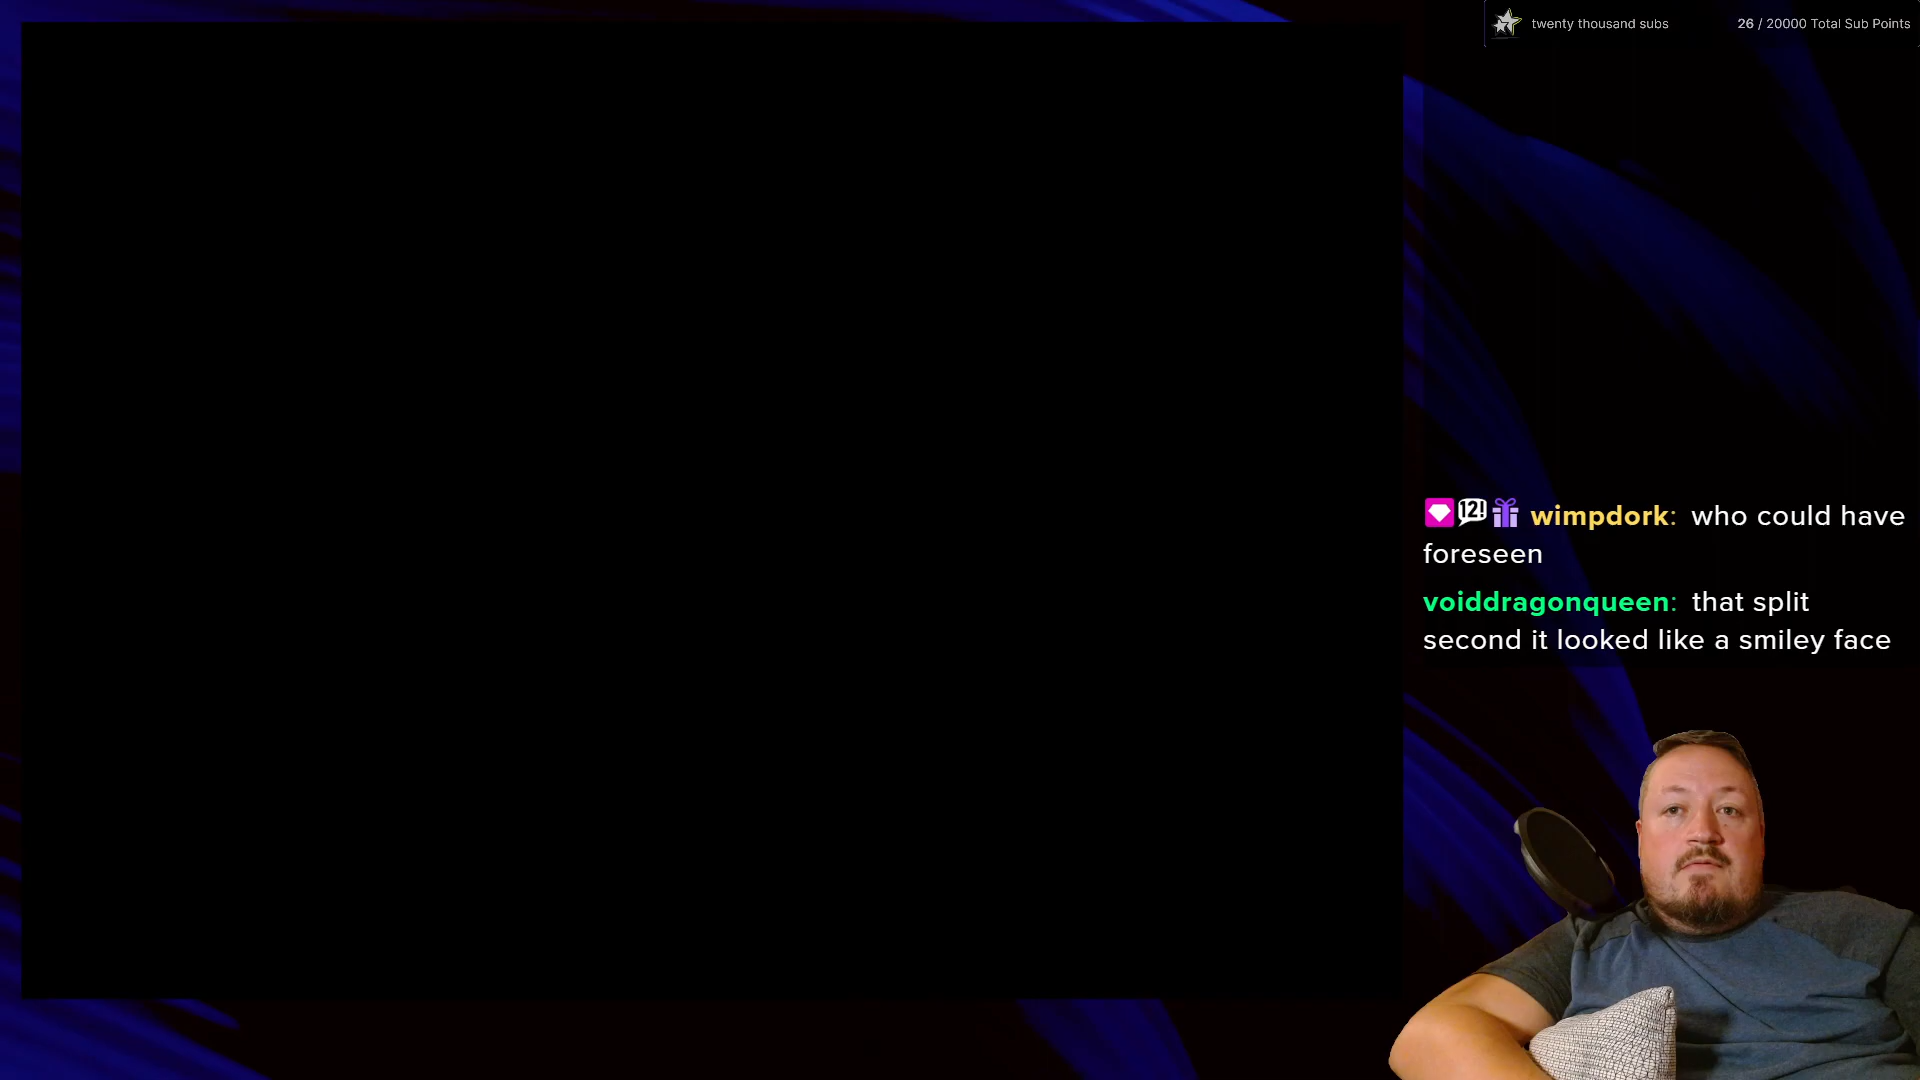 twenty thousand subs 26 / 20000 Total Sub Points
12! wimpdork: who could have
foreseen
voiddragonqueen: that split
second it looked like a smiley face